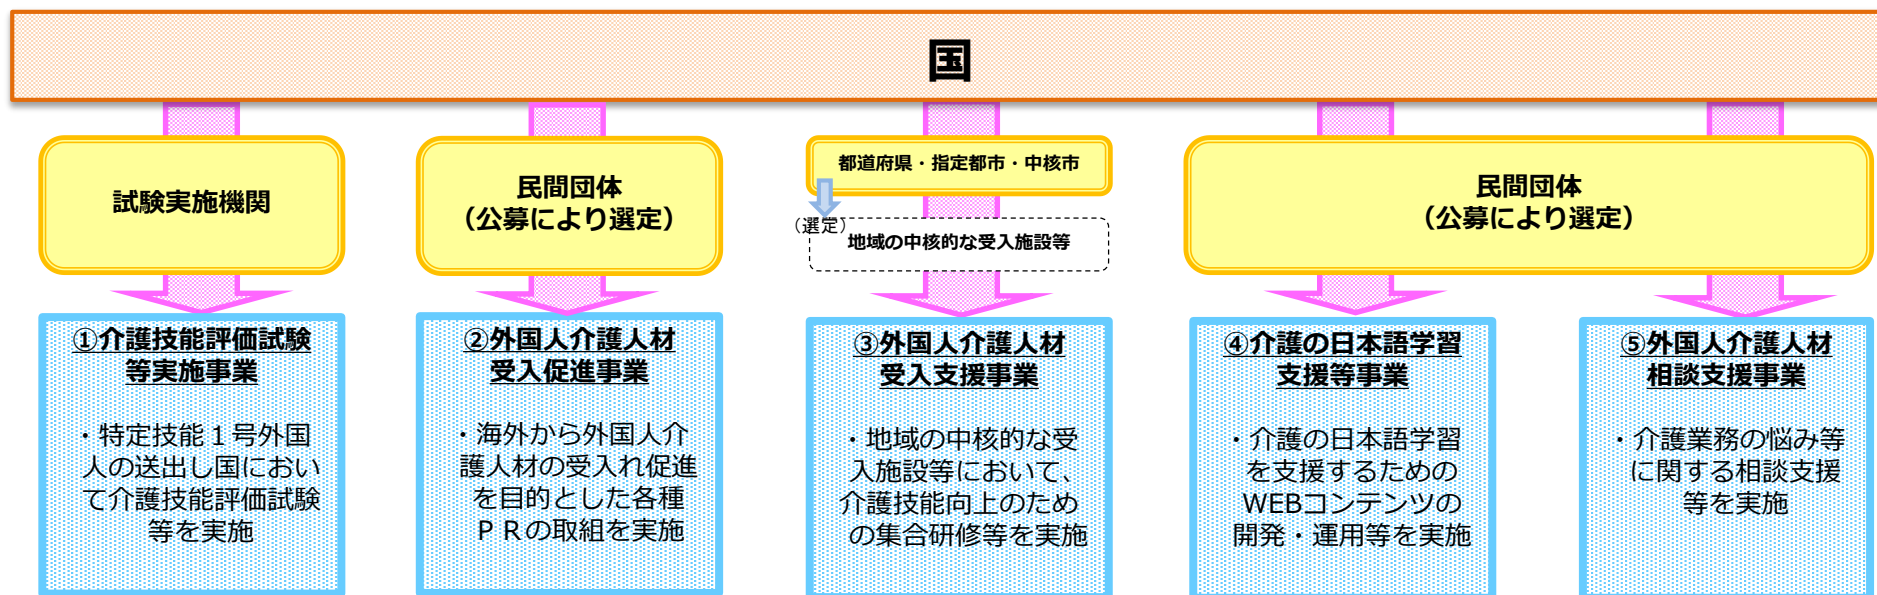 国
試験実施機関
民間団体
（公募により選定）
都道府県・指定都市・中核市
（選定）
地域の中核的な受入施設等
民間団体
（公募により選定）
①介護技能評価試験
等実施事業
・特定技能１号外国
人の送出し国におい
て介護技能評価試験
等を実施
②外国人介護人材
受入促進事業
・海外から外国人介
護人材の受入れ促進
を目的とした各種
ＰＲの取組を実施
③外国人介護人材
受入支援事業
・地域の中核的な受
入施設等において、
介護技能向上のため
の集合研修等を実施
④介護の日本語学習
支援等事業
・介護の日本語学習
を支援するための
WEBコンテンツの
開発・運用等を実施
⑤外国人介護人材
相談支援事業
・介護業務の悩み等
に関する相談支援
等を実施